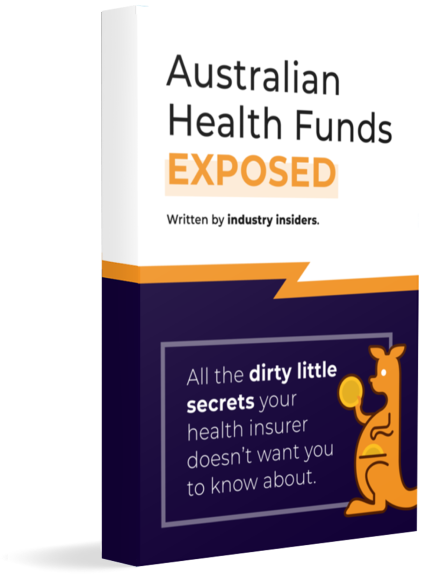 Australian
Health Funds
EXPOSED
Written by industry insiders.
All the dirty little
secrets your
health insurer
doesn't want you
to know about.